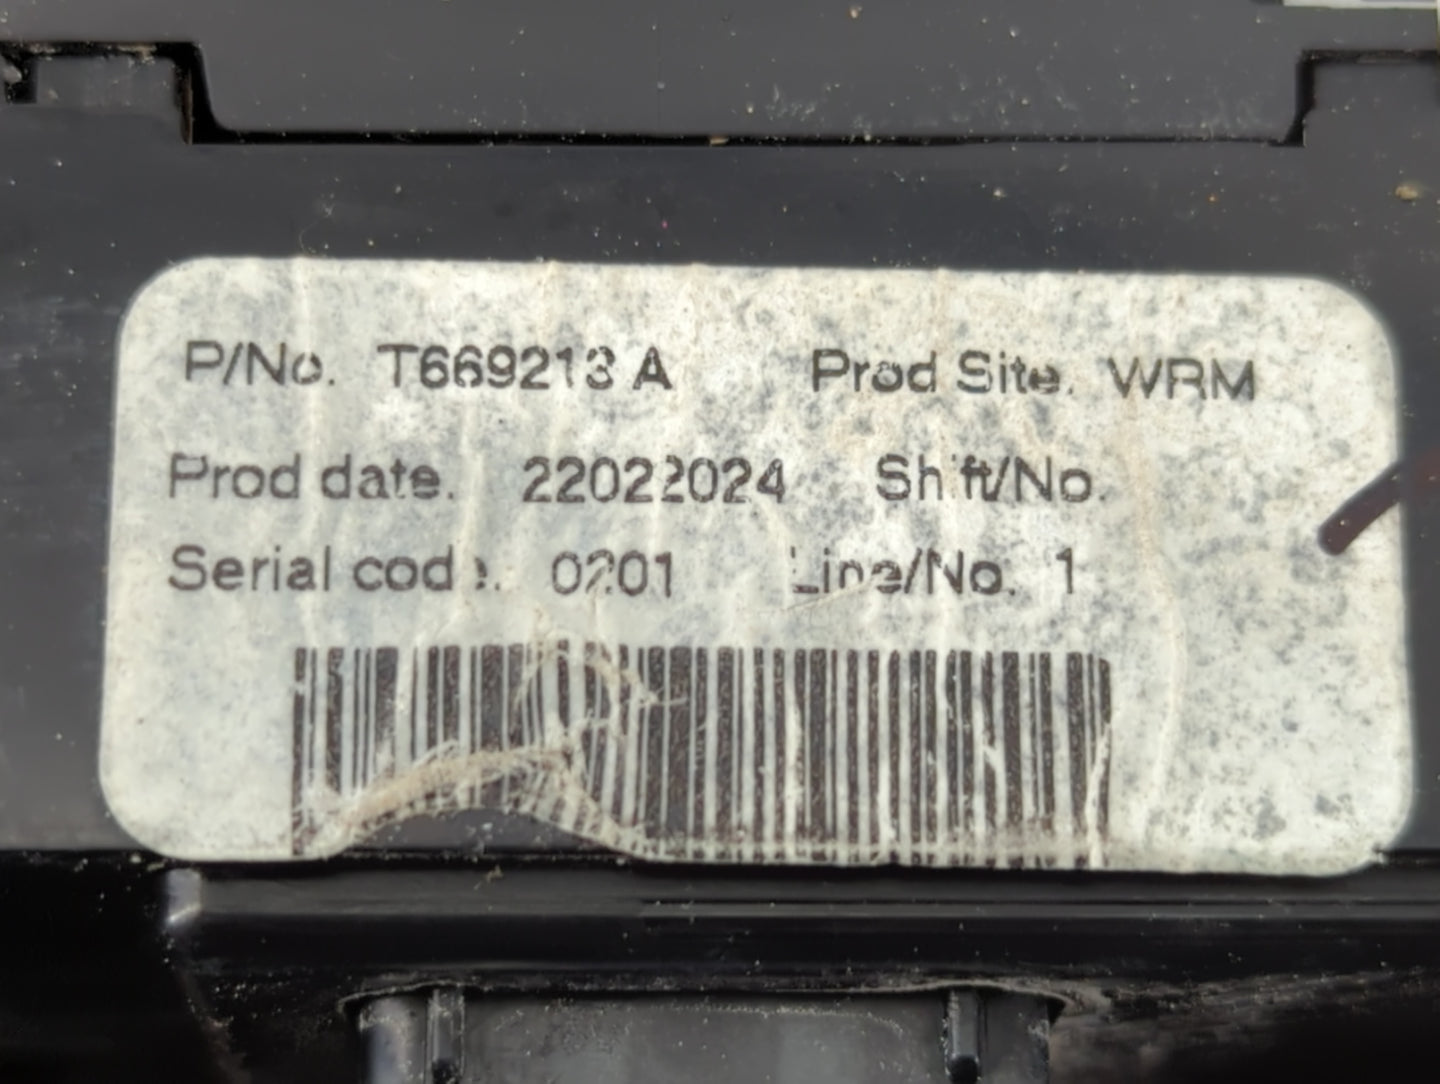 P/No. T669213 A Prod Site. WRM
Prod date. 22022024 Shift/No.
Serial code. 0201 Line/No. 1